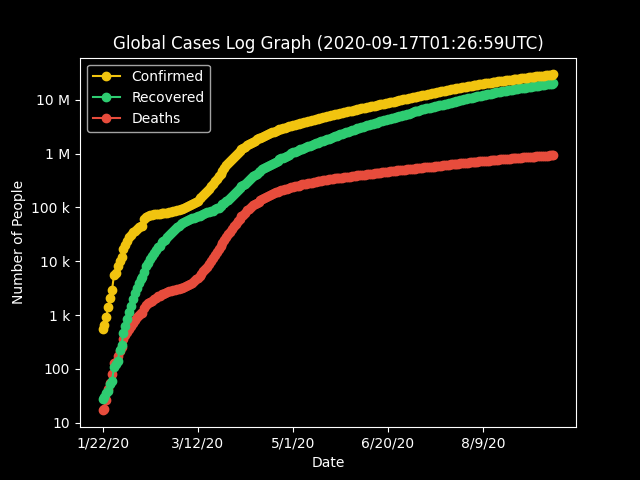 Global Cases Log Graph (2020-09-17T01:26:59UTC)
Confirmed
Recovered
Deaths
10 M
1 M
100 k
10 k
1 k
100
10
Number of People
1/22/20 3/12/20 5/1/20 6/20/20 8/9/20
Date